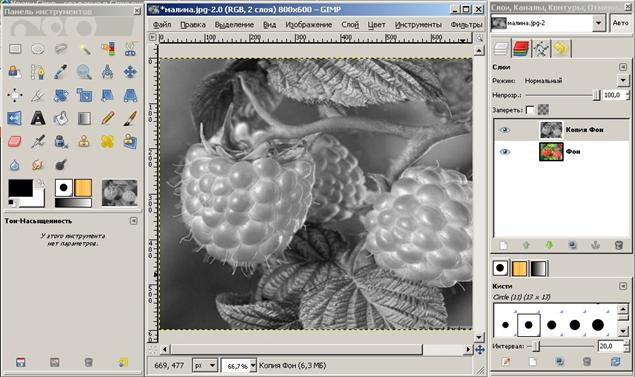 Панель инструментов
Тон-Насыщенность
У этого инструмента
нет параметров.
*малина.jpg-2.0 (RGB, 2 слоя) 800x600 – GIMP
Файл Правка Выделение Вид Изображение Слой Цвет Инструменты Фильтры
669, 477 px 66,7% Копия Фон (6,3 МБ)
Слои, Каналы, Контуры, Отмен...
малина.jpg-2 Авто
Слои
Режим: Нормальный
Непрозр.: 100,0
Запереть:
Копия Фон
Фон
Кисти
Circle (11) (13 × 13)
Интервал: 20,0